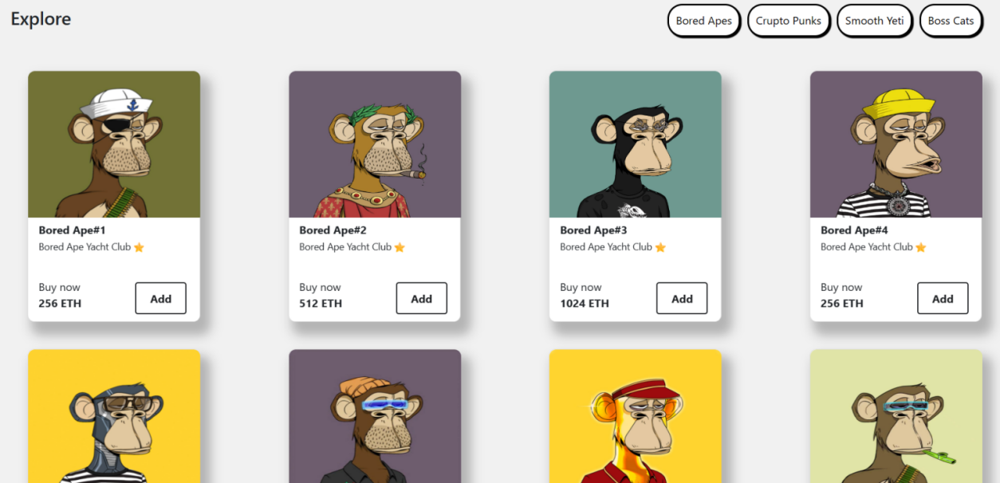 Explore
Bored Apes
Crupto Punks
Smooth Yeti
Boss Cats
Bored Ape#1
Bored Ape Yacht Club ⭐
Buy now
256 ETH
Add
Bored Ape#2
Bored Ape Yacht Club ⭐
Buy now
512 ETH
Add
Bored Ape#3
Bored Ape Yacht Club ⭐
Buy now
1024 ETH
Add
Bored Ape#4
Bored Ape Yacht Club ⭐
Buy now
256 ETH
Add